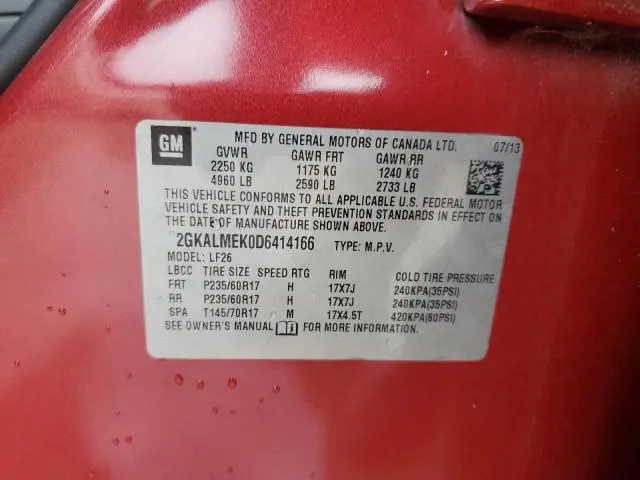 GM
MFD BY GENERAL MOTORS OF CANADA LTD. 07/13
GVWR GAWR FRT GAWR RR
2250 KG 1175 KG 1240 KG
4960 LB 2590 LB 2733 LB
THIS VEHICLE CONFORMS TO ALL APPLICABLE U.S. FEDERAL MOTOR
VEHICLE SAFETY AND THEFT PREVENTION STANDARDS IN EFFECT ON
THE DATE OF MANUFACTURE SHOWN ABOVE.
2GKALMEK0D6414166 TYPE: M.P.V.
MODEL: LF26
LBCC TIRE SIZE SPEED RTG RIM COLD TIRE PRESSURE
FRT P235/60R17 H 17X7J 240KPA(35PSI)
RR P235/60R17 H 17X7J 240KPA(35PSI)
SPA T145/70R17 M 17X4.5T 420KPA(60PSI)
SEE OWNER'S MANUAL FOR MORE INFORMATION